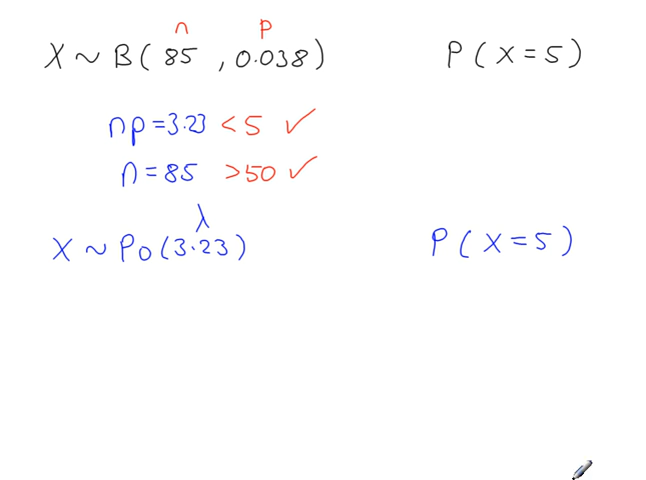 n p
X ~ B ( 85 , 0.038 ) P ( X = 5 )
np = 3.23 < 5 ✓
n = 85 > 50 ✓
λ
X ~ Po ( 3.23 ) P ( X = 5 )